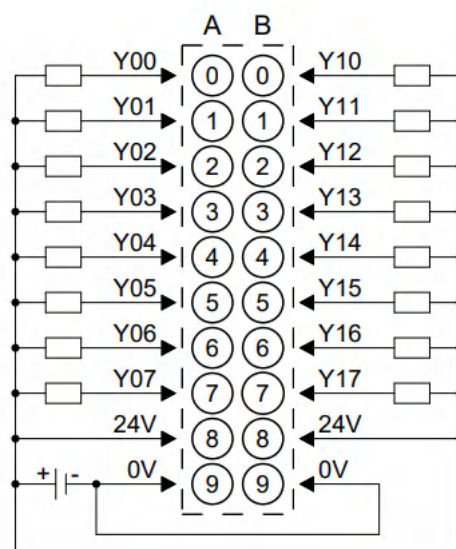 A B
Y00 0 0 Y10
Y01 1 1 Y11
Y02 2 2 Y12
Y03 3 3 Y13
Y04 4 4 Y14
Y05 5 5 Y15
Y06 6 6 Y16
Y07 7 7 Y17
24V 8 8 24V
+ - 0V 9 9 0V